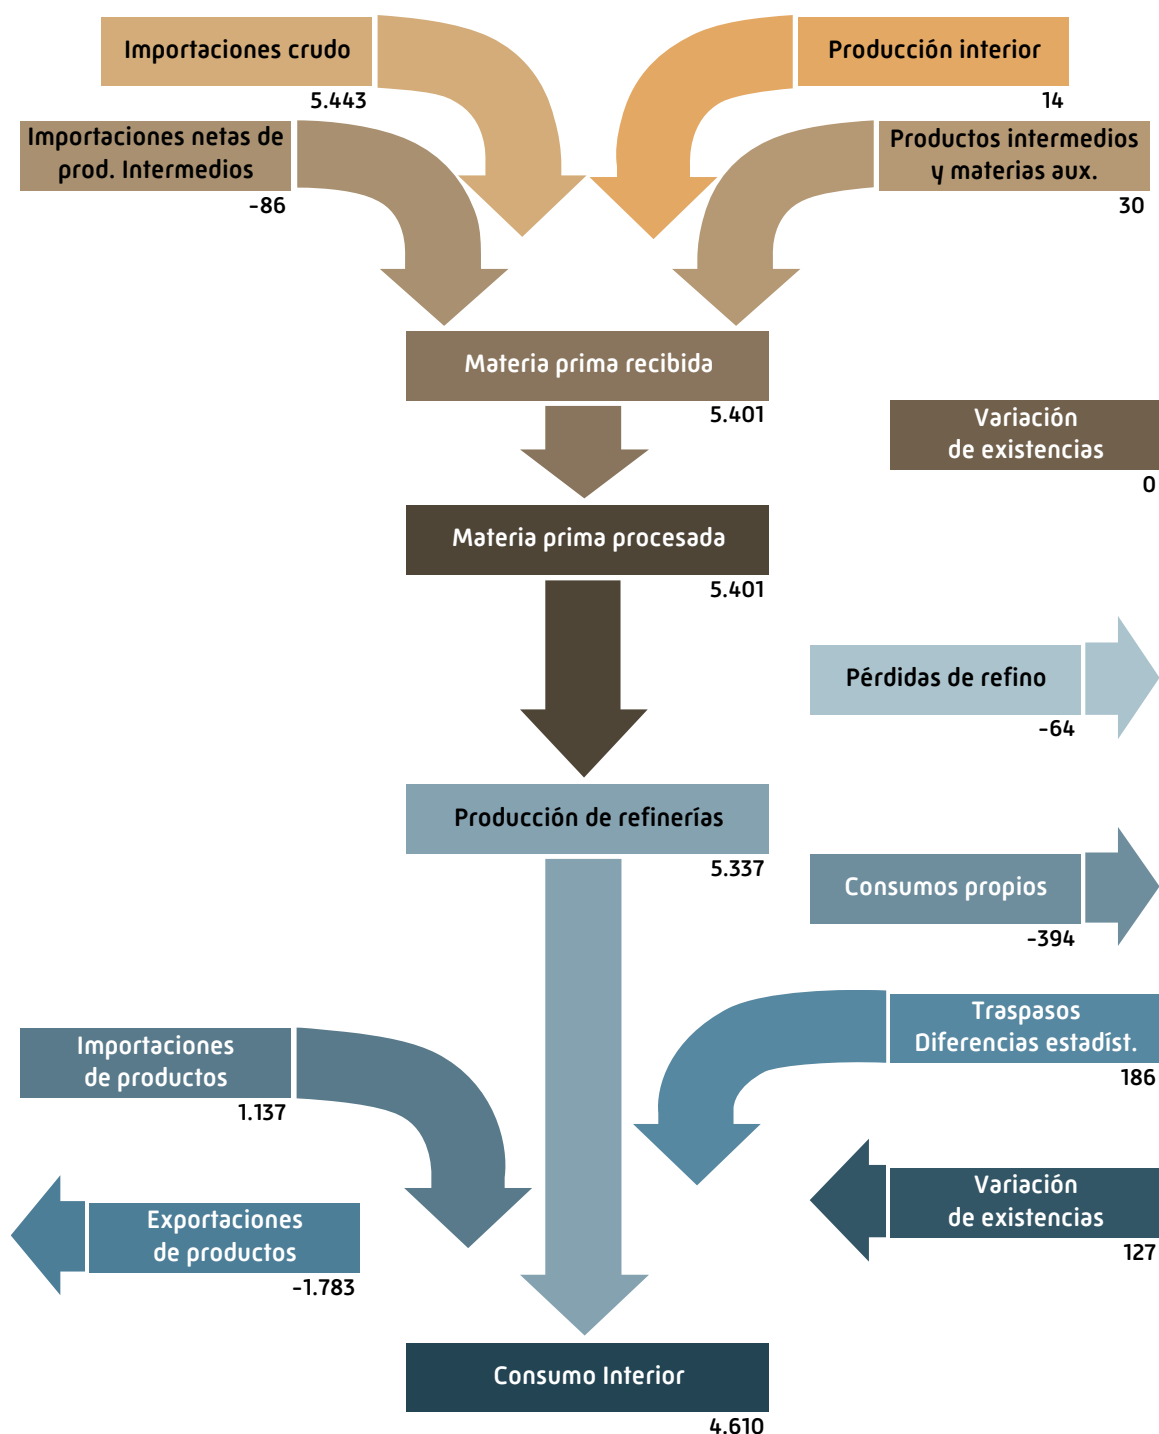 Importaciones crudo
5.443
Producción interior
14
Importaciones netas de
prod. Intermedios
-86
Productos intermedios
y materias aux.
30
Materia prima recibida
5.401
Variación
de existencias
0
Materia prima procesada
5.401
Pérdidas de refino
-64
Producción de refinerías
5.337
Consumos propios
-394
Traspasos
Diferencias estadíst.
186
Importaciones
de productos
1.137
Variación
de existencias
127
Exportaciones
de productos
-1.783
Consumo Interior
4.610